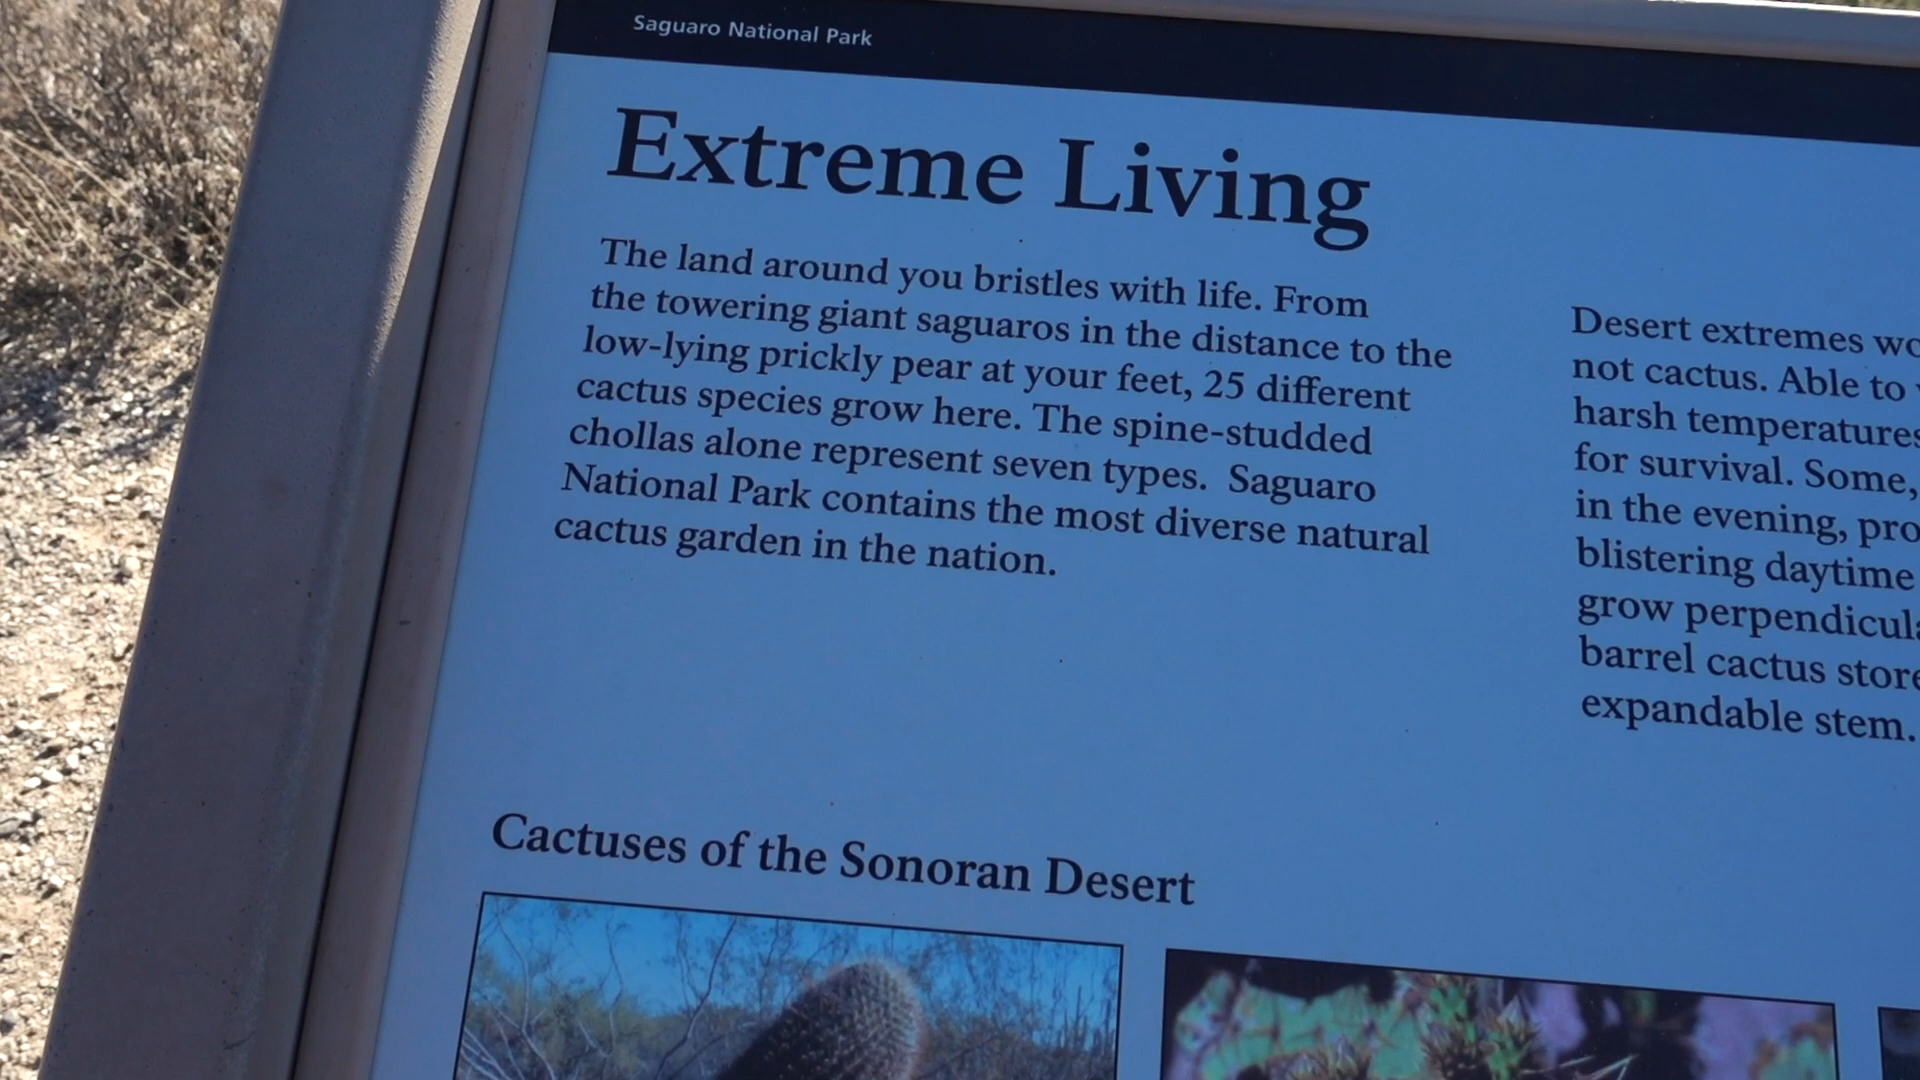 Saguaro National Park
Extreme Living
The land around you bristles with life. From
the towering giant saguaros in the distance to the
low-lying prickly pear at your feet, 25 different
cactus species grow here. The spine-studded
chollas alone represent seven types. Saguaro
National Park contains the most diverse natural
cactus garden in the nation.
Desert extremes
not cactus. Able to
harsh temperatures
for survival. Some,
in the evening,
blistering daytime
grow
barrel cactus
expandable stem.
Cactuses of the Sonoran Desert